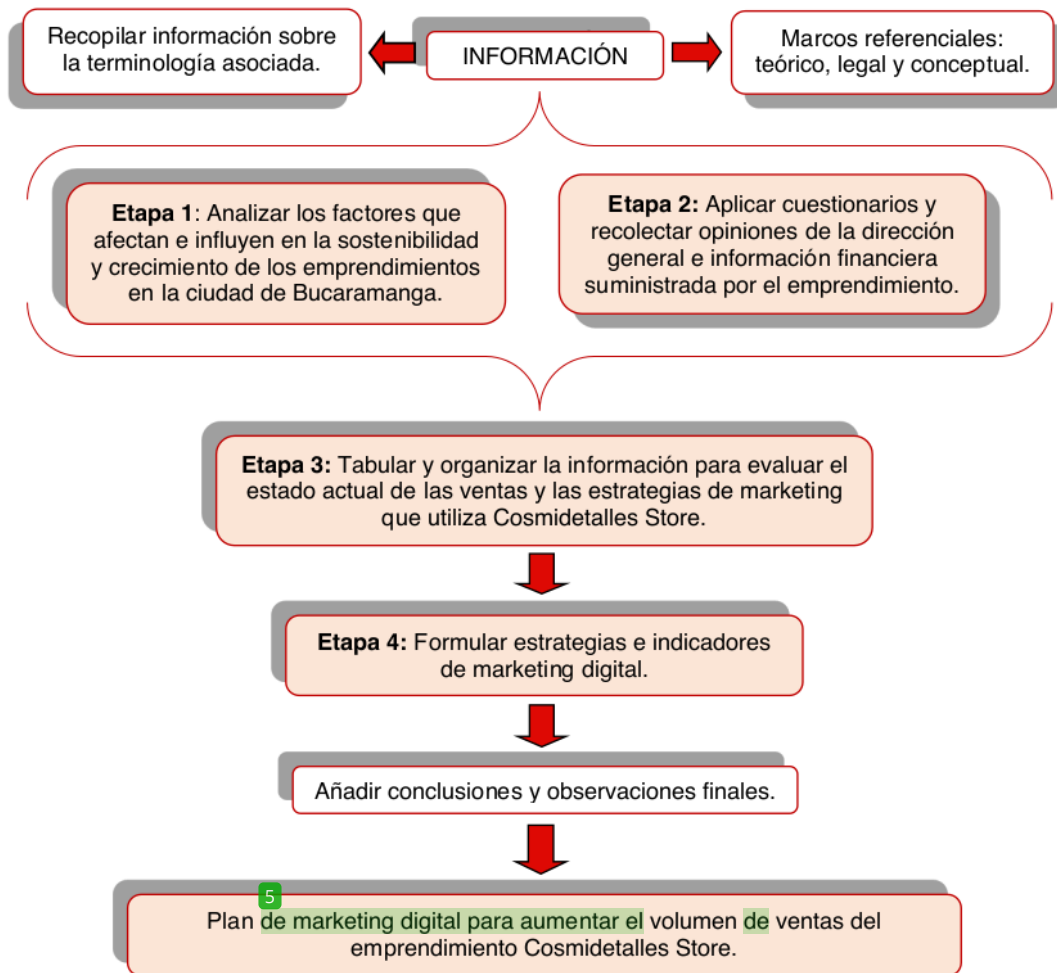 Recopilar información sobre
la terminología asociada.
INFORMACIÓN
Marcos referenciales:
teórico, legal y conceptual.
Etapa 1: Analizar los factores que
afectan e influyen en la sostenibilidad
y crecimiento de los emprendimientos
en la ciudad de Bucaramanga.
Etapa 2: Aplicar cuestionarios y
recolectar opiniones de la dirección
general e información financiera
suministrada por el emprendimiento.
Etapa 3: Tabular y organizar la información para evaluar el
estado actual de las ventas y las estrategias de marketing
que utiliza Cosmidetalles Store.
Etapa 4: Formular estrategias e indicadores
de marketing digital.
Añadir conclusiones y observaciones finales.
5
Plan de marketing digital para aumentar el volumen de ventas del
emprendimiento Cosmidetalles Store.